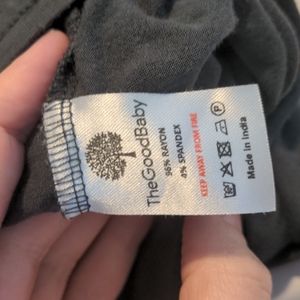 TheGoodBaby
96% RAYON
4% SPANDEX
KEEP AWAY FROM FIRE
Made in India